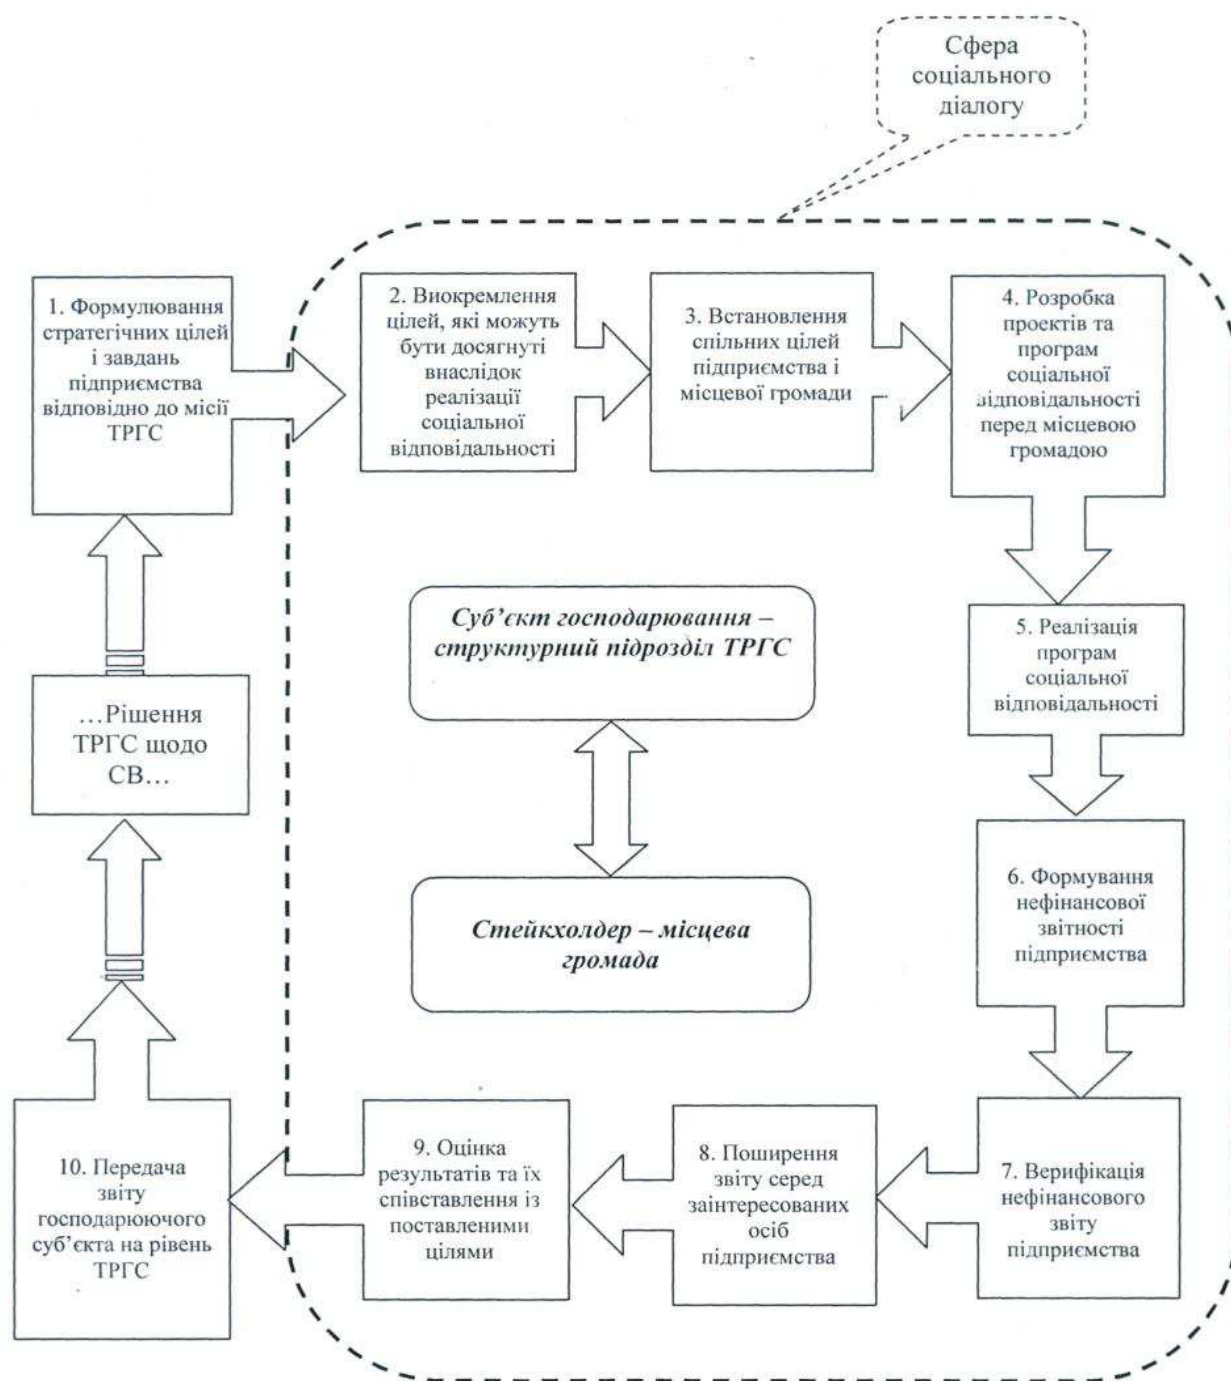 Сфера
соціального
діалогу
1. Формулювання
стратегічних цілей
і завдань
підприємства
відповідно до місії
ТРГС
2. Виокремлення
цілей, які можуть
бути досягнуті
внаслідок
реалізації
соціальної
відповідальності
3. Встановлення
спільних цілей
підприємства і
місцевої громади
4. Розробка
проектів та
програм
соціальної
відповідальності
перед місцевою
громадою
5. Реалізація
програм
соціальної
відповідальності
Суб’єкт господарювання –
структурний підрозділ ТРГС
…Рішення
ТРГС щодо
СВ…
6. Формування
нефінансової
звітності
підприємства
Стейкхолдер – місцева
громада
7. Верифікація
нефінансового
звіту
підприємства
8. Поширення
звіту серед
заінтересованих
осіб
підприємства
9. Оцінка
результатів та їх
співставлення із
поставленими
цілями
10. Передача
звіту
господарюючого
суб’єкта на рівень
ТРГС